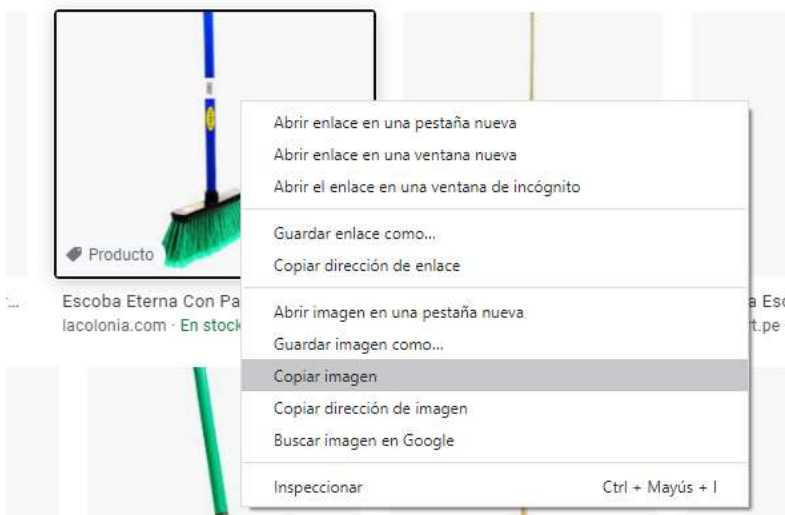 Abrir enlace en una pestaña nueva
Abrir enlace en una ventana nueva
Abrir el enlace en una ventana de incógnito
Guardar enlace como...
Copiar dirección de enlace
Abrir imagen en una pestaña nueva
Guardar imagen como...
Copiar imagen
Copiar dirección de imagen
Buscar imagen en Google
Inspeccionar Ctrl + Mayús + I
Producto
... Escoba Eterna Con Pa
lacolonia.com · En stock
a Esc
t.pe